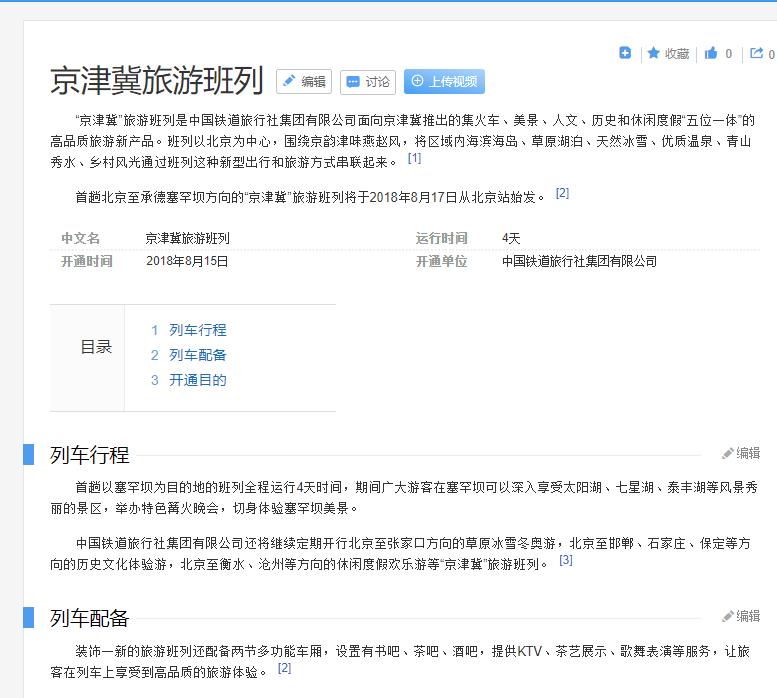 收藏 0 0
京津冀旅游班列 编辑 讨论 上传视频
“京津冀”旅游班列是中国铁道旅行社集团有限公司面向京津冀推出的集火车、美景、人文、历史和休闲度假“五位一体”的
高品质旅游新产品。班列以北京为中心，围绕京韵津味燕赵风，将区域内海滨海岛、草原湖泊、天然冰雪、优质温泉、青山
秀水、乡村风光通过班列这种新型出行和旅游方式串联起来。 [1]
首趟北京至承德塞罕坝方向的“京津冀”旅游班列将于2018年8月17日从北京站始发。 [2]
中文名 京津冀旅游班列 运行时间 4天
开通时间 2018年8月15日 开通单位 中国铁道旅行社集团有限公司
目录
1 列车行程
2 列车配备
3 开通目的
列车行程 编辑
首趟以塞罕坝为目的地的班列全程运行4天时间，期间广大游客在塞罕坝可以深入享受太阳湖、七星湖、泰丰湖等风景秀
丽的景区，举办特色篝火晚会，切身体验塞罕坝美景。
中国铁道旅行社集团有限公司还将继续定期开行北京至张家口方向的草原冰雪冬奥游，北京至邯郸、石家庄、保定等方
向的历史文化体验游，北京至衡水、沧州等方向的休闲度假欢乐游等“京津冀”旅游班列。 [3]
列车配备 编辑
装饰一新的旅游班列还配备两节多功能车厢，设置有书吧、茶吧、酒吧，提供KTV、茶艺展示、歌舞表演等服务，让旅
客在列车上享受到高品质的旅游体验。 [2]